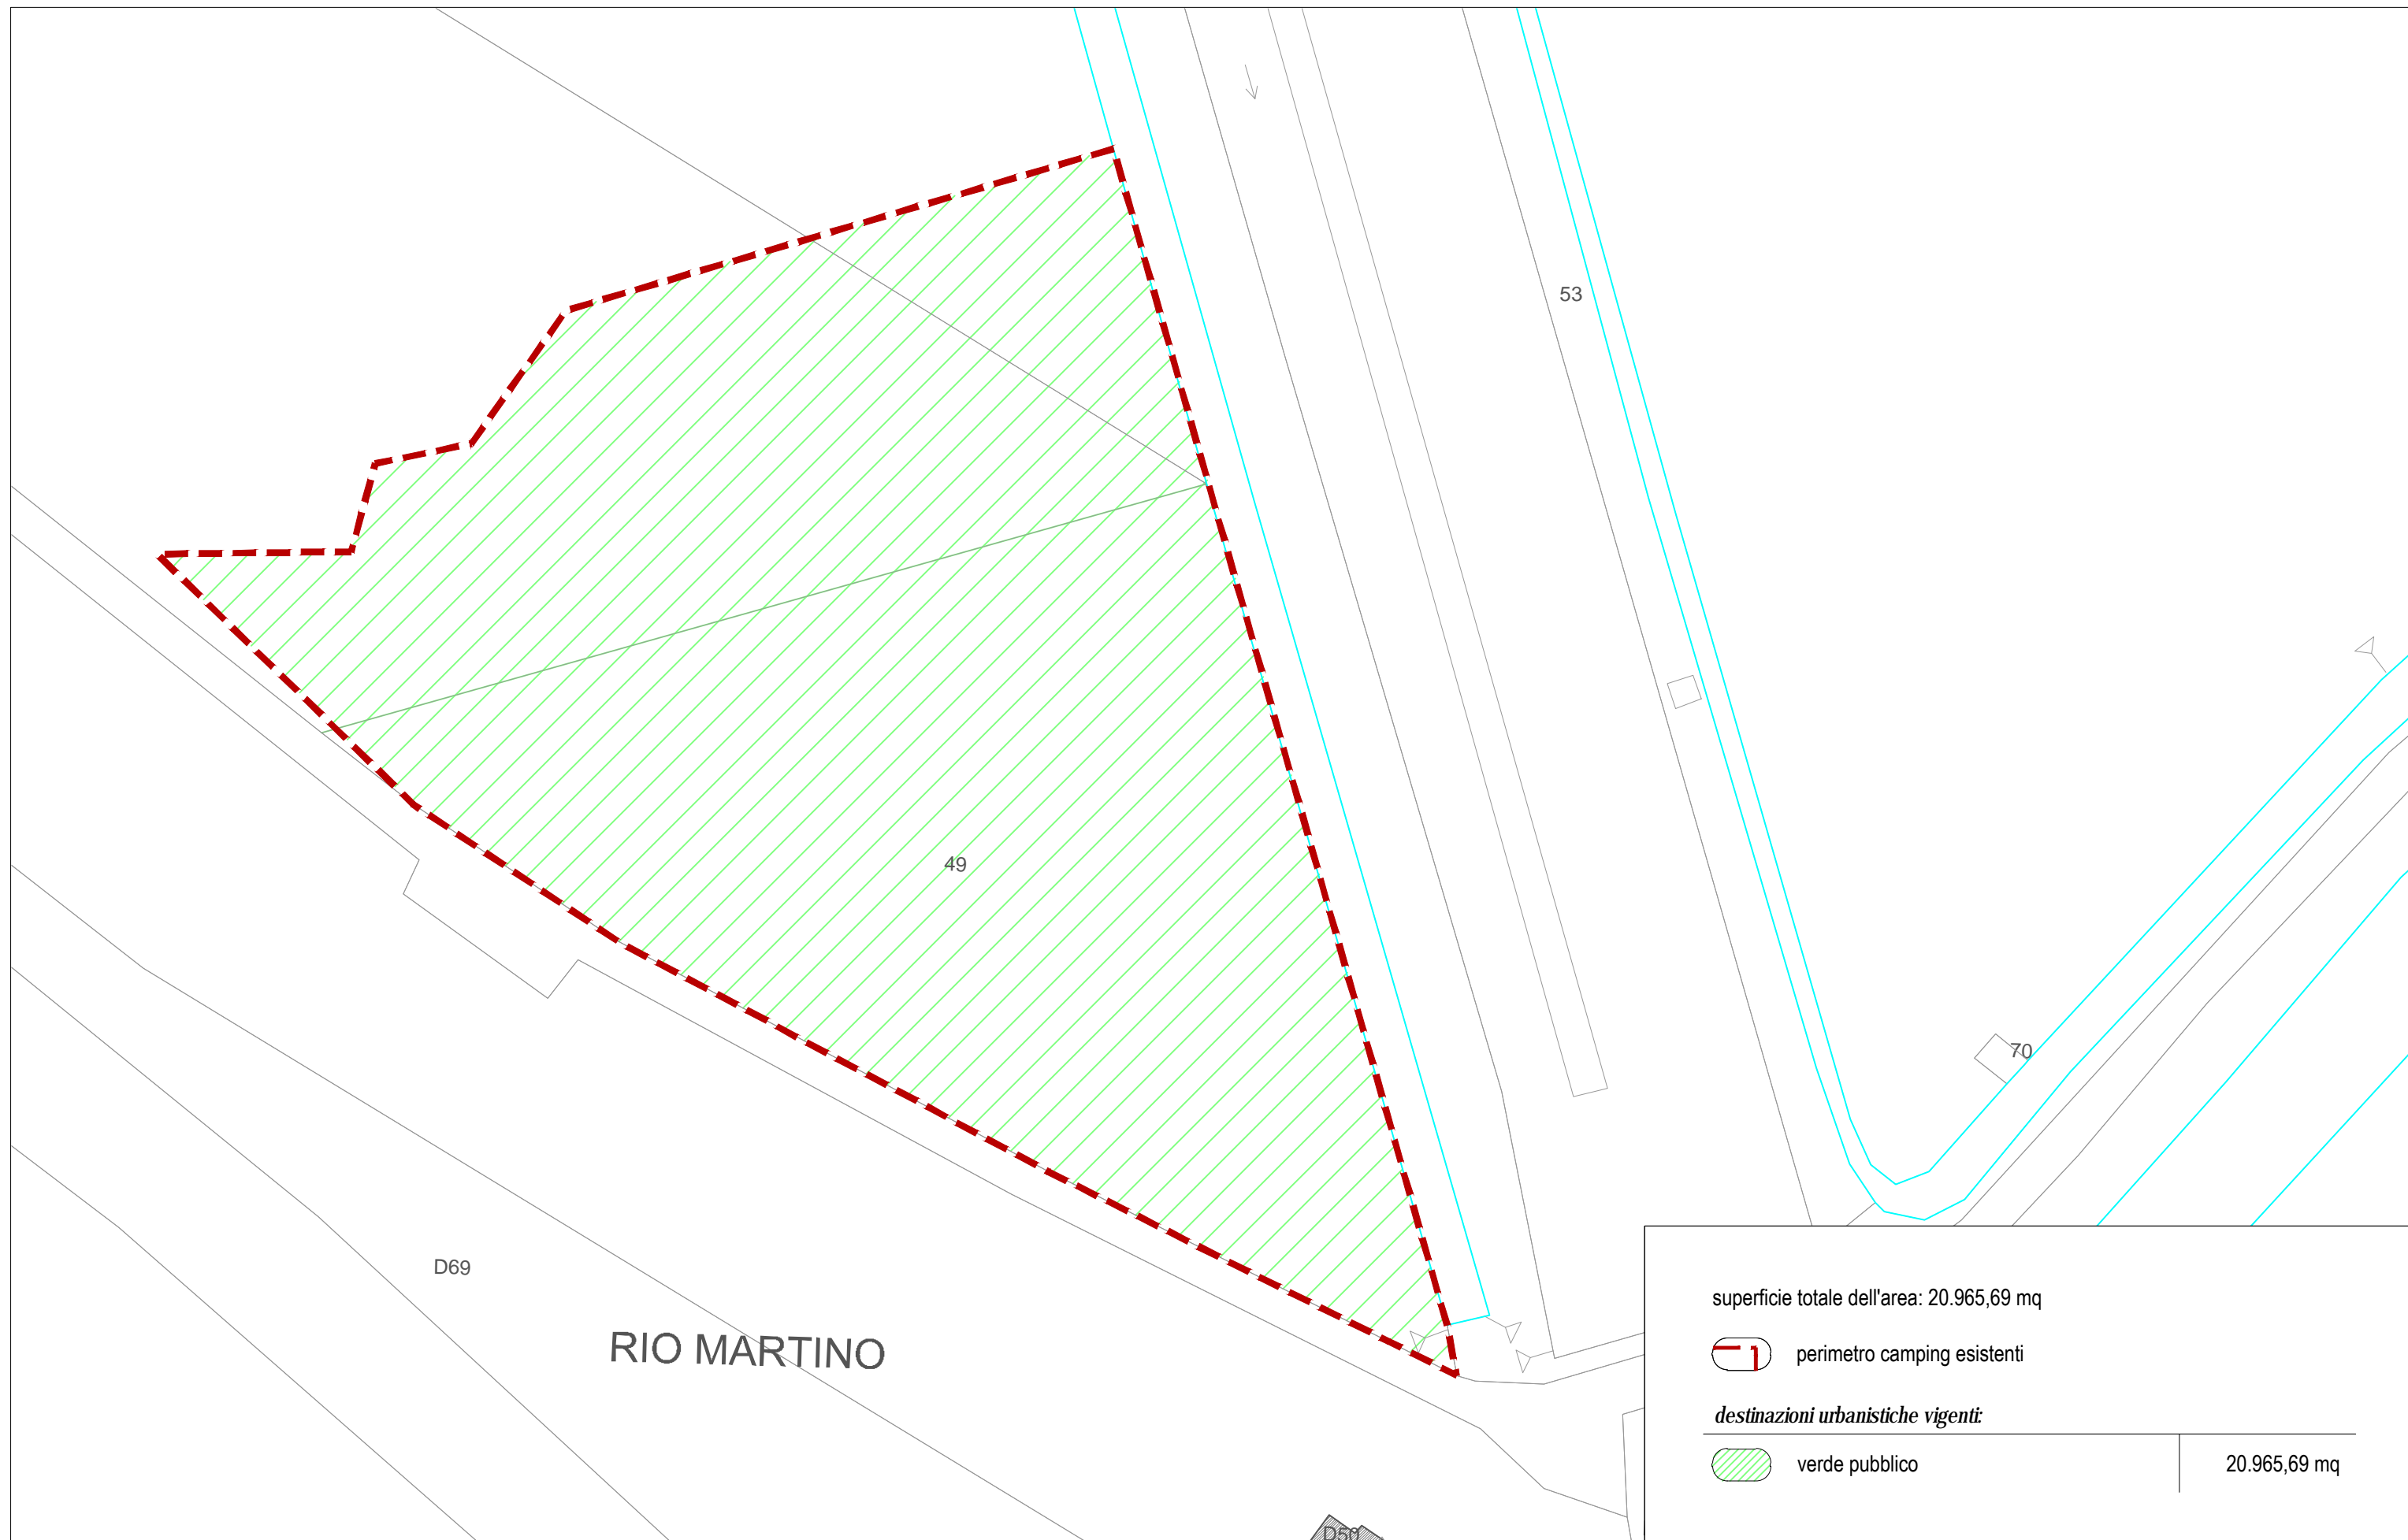 53
49
70
D69
RIO MARTINO
D50
superficie totale dell'area: 20.965,69 mq
perimetro camping esistenti
destinazioni urbanistiche vigenti:
verde pubblico 20.965,69 mq